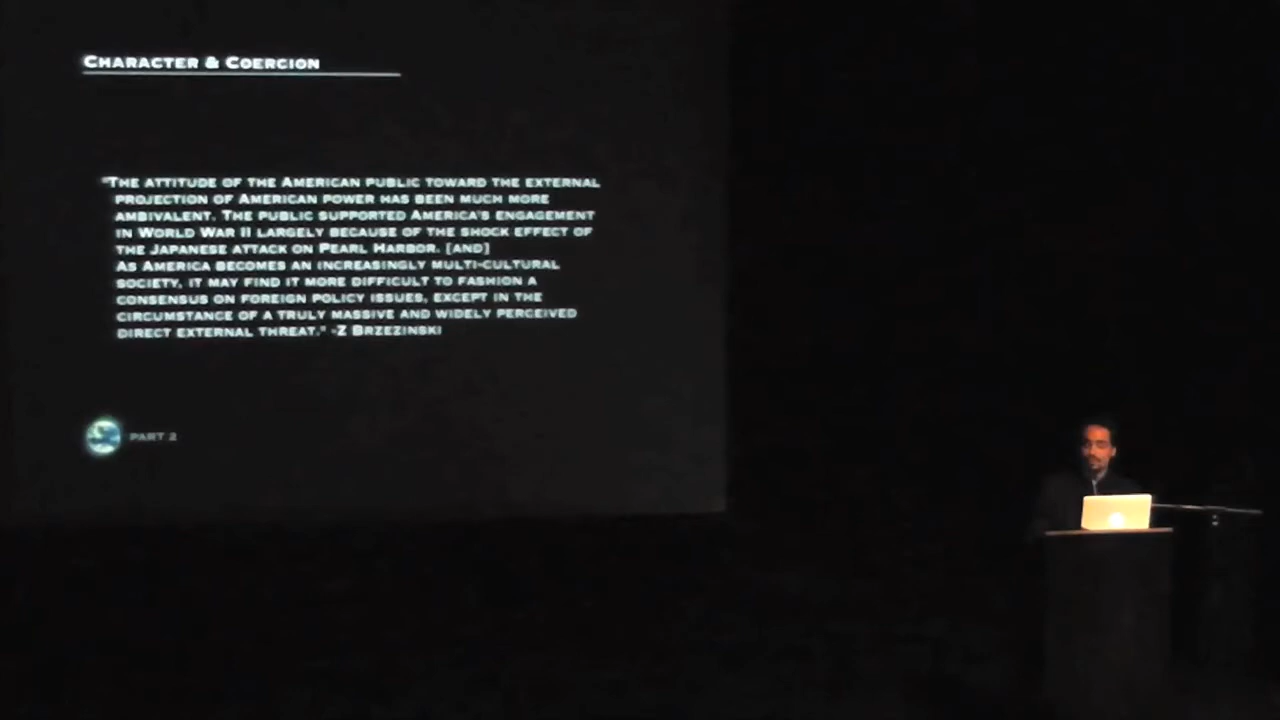 CHARACTER & COERCION
"THE ATTITUDE OF THE AMERICAN PUBLIC TOWARD THE EXTERNAL
PROJECTION OF AMERICAN POWER HAS BEEN MUCH MORE
AMBIVALENT. THE PUBLIC SUPPORTED AMERICA'S ENGAGEMENT
IN WORLD WAR II LARGELY BECAUSE OF THE SHOCK EFFECT OF
THE JAPANESE ATTACK ON PEARL HARBOR. [AND]
AS AMERICA BECOMES AN INCREASINGLY MULTI-CULTURAL
SOCIETY, IT MAY FIND IT MORE DIFFICULT TO FASHION A
CONSENSUS ON FOREIGN POLICY ISSUES, EXCEPT IN THE
CIRCUMSTANCE OF A TRULY MASSIVE AND WIDELY PERCEIVED
DIRECT EXTERNAL THREAT." -Z BRZEZINSKI
PART 2